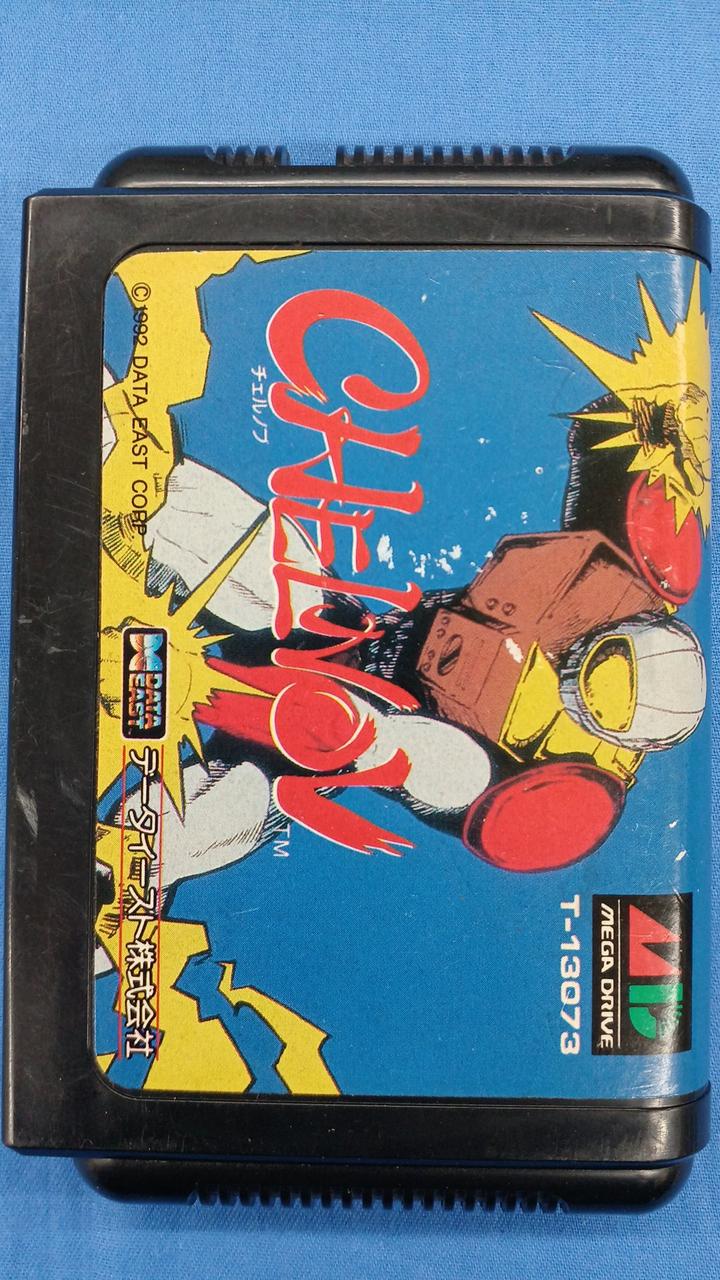 MEGA DRIVE
T-13073
CHELNOV
TM
チェルノブ
DATA
EAST
データイースト株式会社
©1992 DATA EAST CORP